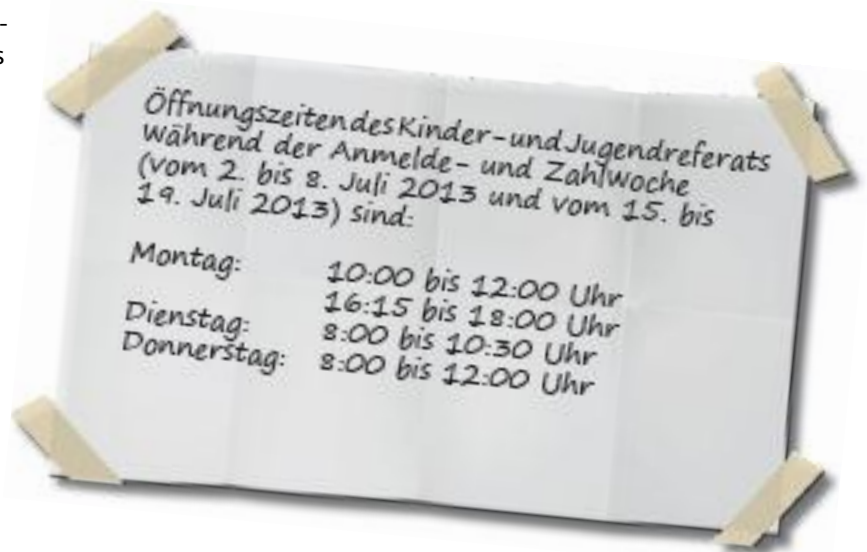 -
s
ÖffnungszeitendesKinder-undJugendreferats
während der Anmelde- und Zahlwoche
(vom 2. bis 8. Juli 2013 und vom 15. bis
19. Juli 2013) sind:
Montag: 10:00 bis 12:00 Uhr
16:15 bis 18:00 Uhr
Dienstag: 8:00 bis 10:30 Uhr
Donnerstag: 8:00 bis 12:00 Uhr